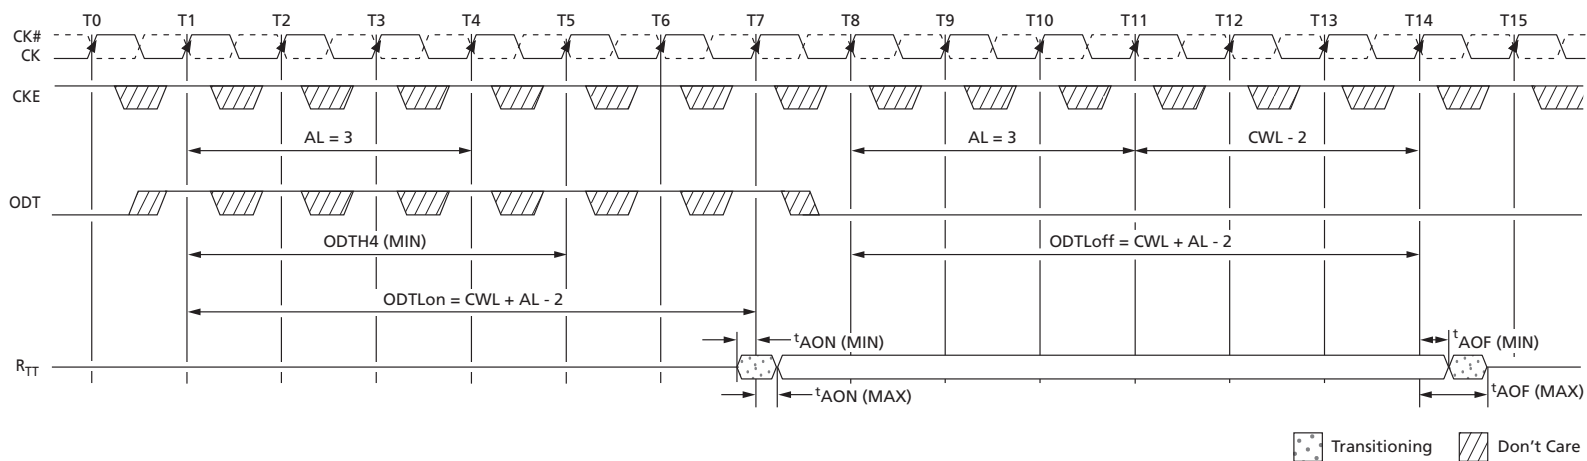 T0 T1 T2 T3 T4 T5 T6 T7 T8 T9 T10 T11 T12 T13 T14 T15
CK#
CK
CKE
AL = 3 AL = 3 CWL - 2
ODT
ODTH4 (MIN) ODTLoff = CWL + AL - 2
ODTLon = CWL + AL - 2
tAON (MIN) tAOF (MIN)
RTT
tAON (MAX) tAOF (MAX)
Transitioning Don't Care